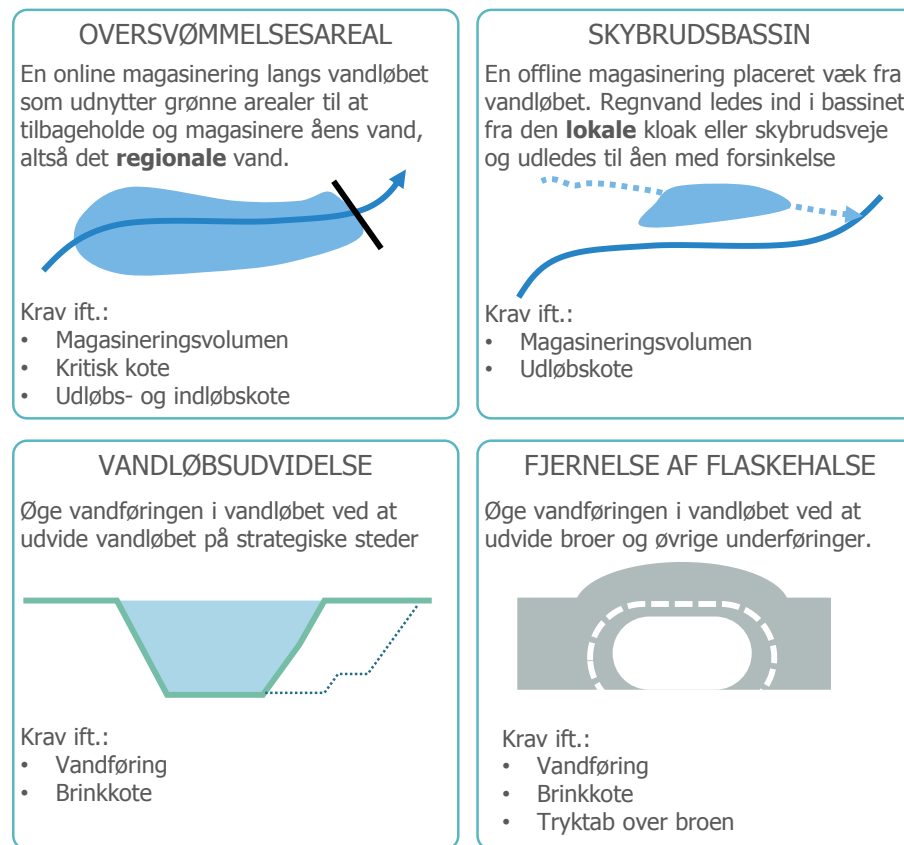 OVERSVØMMELSESAREAL
En online magasinering langs vandløbet
som udnytter grønne arealer til at
tilbageholde og magasinere åens vand,
altså det regionale vand.
Krav ift.:
• Magasineringsvolumen
• Kritisk kote
• Udløbs- og indløbskote
SKYBRUDSBASSIN
En offline magasinering placeret væk fra
vandløbet. Regnvand ledes ind i bassinet
fra den lokale kloak eller skybrudsveje
og udledes til åen med forsinkelse
Krav ift.:
• Magasineringsvolumen
• Udløbskote
VANDLØBSUDVIDELSE
Øge vandføringen i vandløbet ved at
udvide vandløbet på strategiske steder
Krav ift.:
• Vandføring
• Brinkkote
FJERNELSE AF FLASKEHALSE
Øge vandføringen i vandløbet ved at
udvide broer og øvrige underføringer.
Krav ift.:
• Vandføring
• Brinkkote
• Tryktab over broen